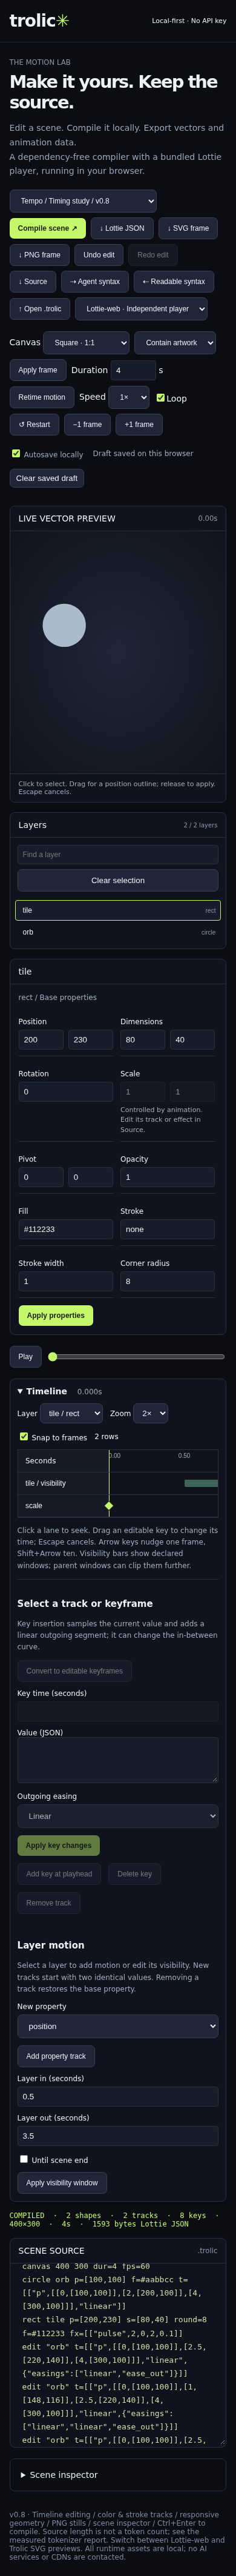 trolic✳
Local-first · No API key
THE MOTION LAB
Make it yours. Keep the
source.
Edit a scene. Compile it locally. Export vectors and
animation data.
A dependency-free compiler with a bundled Lottie
player, running in your browser.
Tempo / Timing study / v0.8
Compile scene ↗
↓ Lottie JSON
↓ SVG frame
↓ PNG frame
Undo edit
Redo edit
↓ Source
→ Agent syntax
← Readable syntax
↑ Open .trolic
Lottie-web · Independent player
Canvas
Square · 1:1
Contain artwork
Apply frame
Duration
4
s
Retime motion
Speed
1×
Loop
↺ Restart
−1 frame
+1 frame
Autosave locally
Draft saved on this browser
Clear saved draft
LIVE VECTOR PREVIEW
0.00s
Click to select. Drag for a position outline; release to apply.
Escape cancels.
Layers
2 / 2 layers
Find a layer
Clear selection
tile
rect
orb
circle
tile
rect / Base properties
Position
Dimensions
200
230
80
40
Rotation
Scale
0
1
1
Controlled by animation.
Edit its track or effect in
Source.
Pivot
Opacity
0
0
1
Fill
Stroke
#112233
none
Stroke width
Corner radius
1
8
Apply properties
Play
▼ Timeline
0.000s
Layer
tile / rect
Zoom
2×
Snap to frames
2 rows
Seconds
0.00
0.50
tile / visibility
scale
Click a lane to seek. Drag an editable key to change its
time; Escape cancels. Arrow keys nudge one frame,
Shift+Arrow ten. Visibility bars show declared
windows; parent windows can clip them further.
Select a track or keyframe
Key insertion samples the current value and adds a
linear outgoing segment; it can change the in-between
curve.
Convert to editable keyframes
Key time (seconds)
Value (JSON)
Outgoing easing
Linear
Apply key changes
Add key at playhead
Delete key
Remove track
Layer motion
Select a layer to add motion or edit its visibility. New
tracks start with two identical values. Removing a
track restores the base property.
New property
position
Add property track
Layer in (seconds)
0.5
Layer out (seconds)
3.5
Until scene end
Apply visibility window
COMPILED · 2 shapes · 2 tracks · 8 keys ·
400×300 · 4s · 1593 bytes Lottie JSON
SCENE SOURCE
.trolic
canvas 400 300 dur=4 fps=60
circle orb p=[100,100] f=#aabbcc t=
[["p",[[0,[100,100]],[2,[200,100]],[4,
[300,100]]],"linear"]]
rect tile p=[200,230] s=[80,40] round=8
f=#112233 fx=[["pulse",2,0,2,0.1]]
edit "orb" t=[["p",[[0,[100,100]],[2.5,
[220,140]],[4,[300,100]]],"linear",
{"easings":["linear","ease_out"]}]]
edit "orb" t=[["p",[[0,[100,100]],[1,
[148,116]],[2.5,[220,140]],[4,
[300,100]]],"linear",{"easings":
["linear","linear","ease_out"]}]]
edit "orb" t=[["p",[[0,[100,100]],[2.5,
▶ Scene inspector
v0.8 · Timeline editing / color & stroke tracks / responsive
geometry / PNG stills / scene inspector / Ctrl+Enter to
compile. Source length is not a token count; see the
measured tokenizer report. Switch between Lottie-web and
Trolic SVG previews. All runtime assets are local; no AI
services or CDNs are contacted.